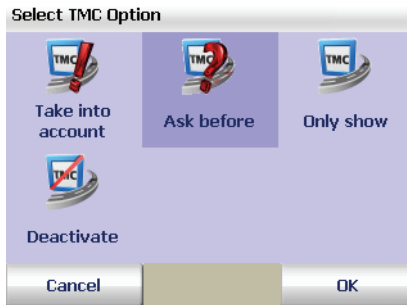 Select TMC Option
TMC TMC TMC
Take into
account
Ask before
Only show
TMC
Deactivate
Cancel
OK